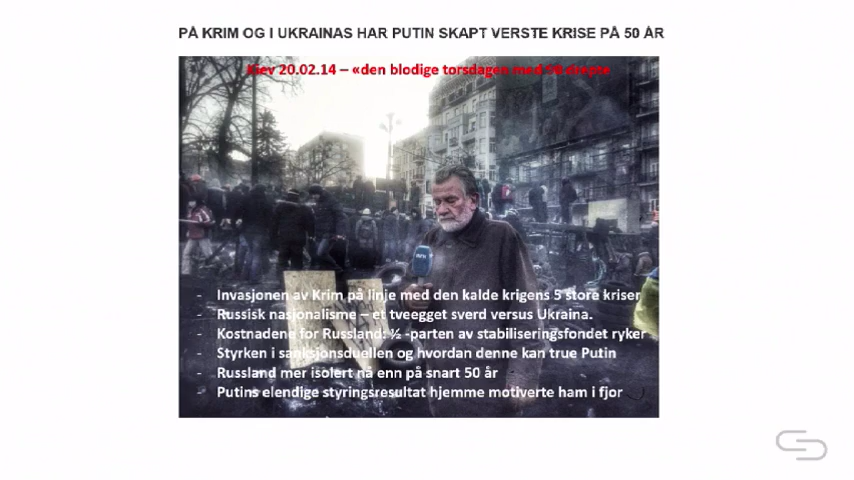 PÅ KRIM OG I UKRAINAS HAR PUTIN SKAPT VERSTE KRISE PÅ 50 ÅR
Kiev 20.02.14 – «den blodige torsdagen med drepte
- Invasjonen av Krim på linje med den kalde krigens 5 store kriser
- Russisk nasjonalisme – et tveegget sverd versus Ukraina.
- Kostnadene for Russland: ½ -parten av stabiliseringsfondet ryker
- Styrken i sanksjonsduellen og hvordan denne kan true Putin
- Russland mer isolert nå enn på snart 50 år
- Putins elendige styringsresultat hjemme motiverte ham i fjor